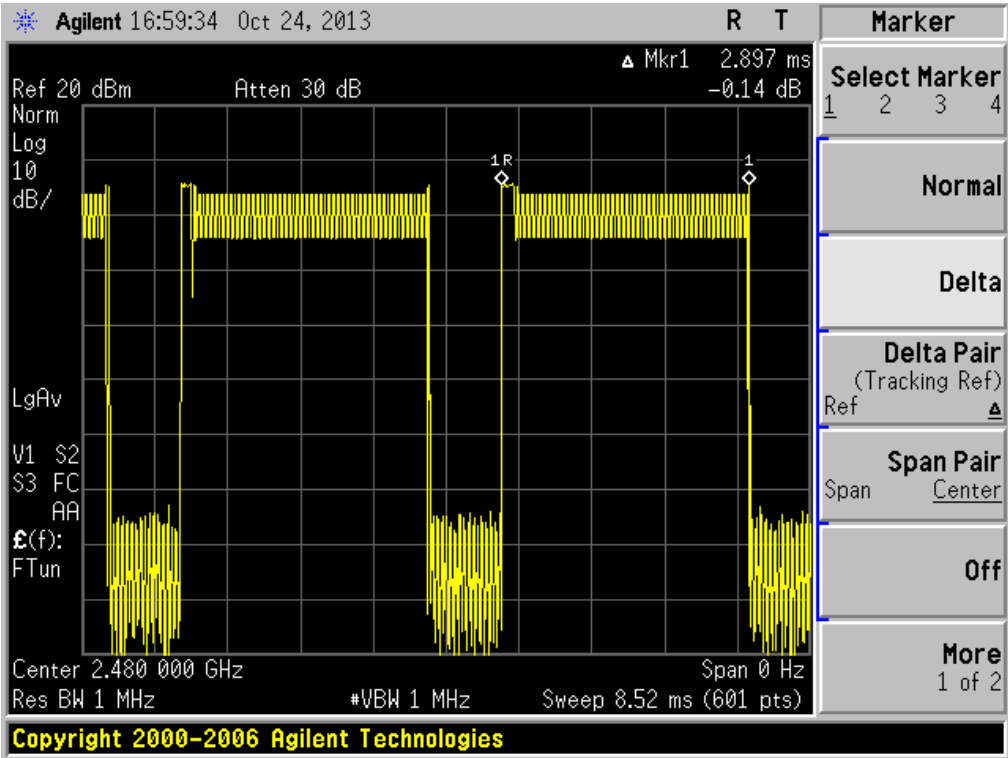 Agilent 16:59:34 Oct 24, 2013 R T
Δ Mkr1 2.897 ms
Ref 20 dBm Atten 30 dB -0.14 dB
Norm
Log
10
dB/
1R 1
LgAv
V1 S2
S3 FC
AA
£(f):
FTun
Center 2.480 000 GHz Span 0 Hz
Res BW 1 MHz #VBW 1 MHz Sweep 8.52 ms (601 pts)
Copyright 2000-2006 Agilent Technologies
Marker
Select Marker
1 2 3 4
Normal
Delta
Delta Pair
(Tracking Ref)
Ref Δ
Span Pair
Span Center
Off
More
1 of 2